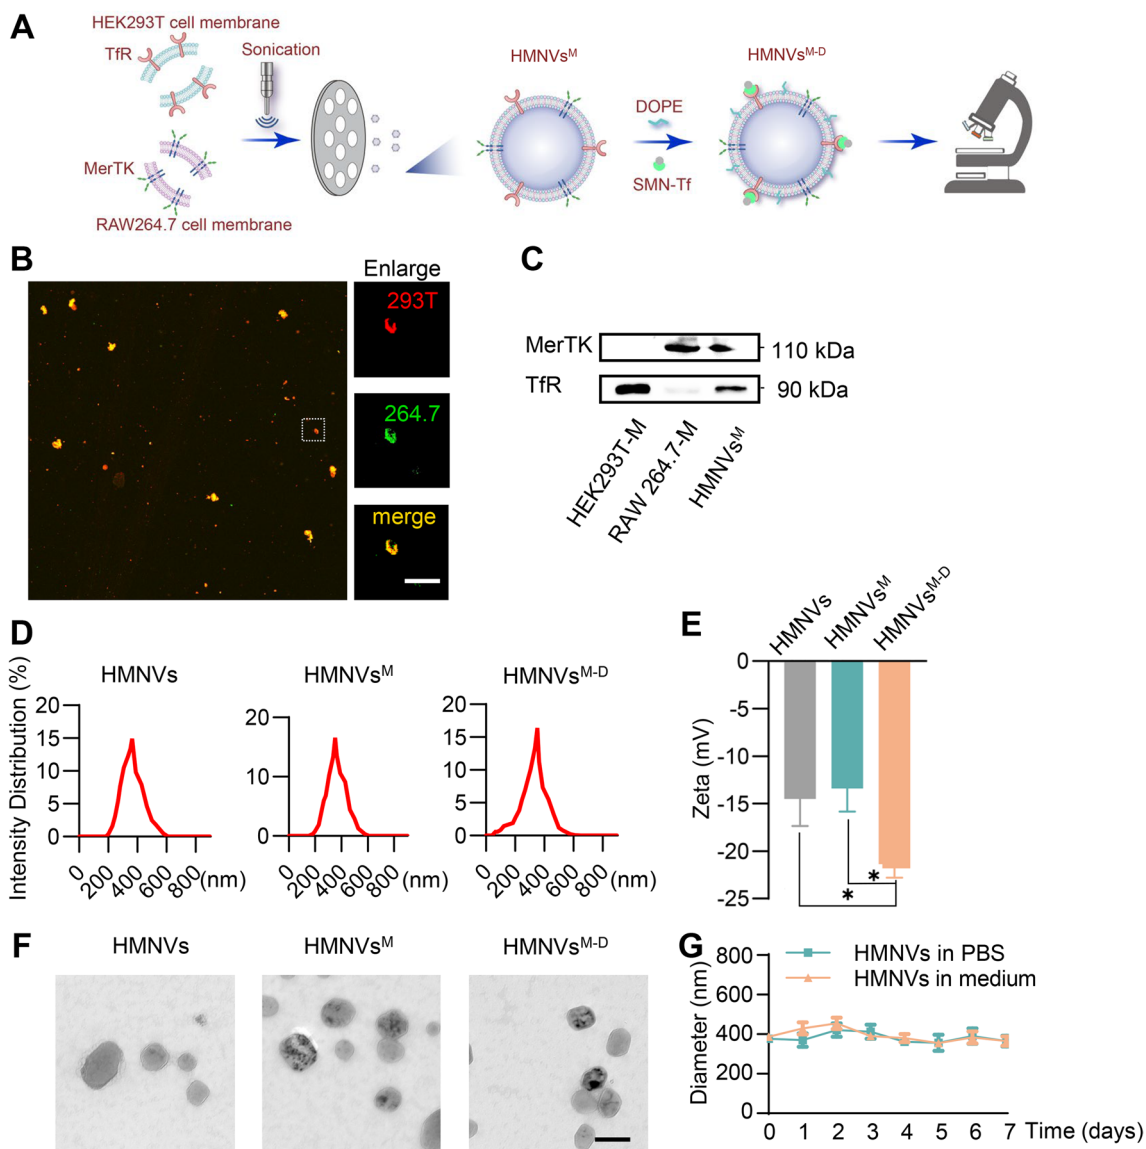 A
HEK293T cell membrane
TfR
Sonication
MerTK
RAW264.7 cell membrane
HMNVsᴹ
DOPE
SMN-Tf
HMNVsᴹ⁻ᴰ
B
Enlarge
293T
264.7
merge
C
MerTK
110 kDa
TfR
90 kDa
HEK293T-M
RAW 264.7-M
HMNVsᴹ
D
Intensity Distribution (%)
HMNVs
20
15
10
5
0
0 200 400 600 800 (nm)
HMNVsᴹ
20
10
0
0 200 400 600 800 (nm)
HMNVsᴹ⁻ᴰ
20
15
10
5
0
0 200 400 600 800 (nm)
E
HMNVs
HMNVsᴹ
HMNVsᴹ⁻ᴰ
Zeta (mV)
0
-5
-10
-15
-20
-25
*
*
F
HMNVs
HMNVsᴹ
HMNVsᴹ⁻ᴰ
G
HMNVs in PBS
HMNVs in medium
Diameter (nm)
800
600
400
200
0
0 1 2 3 4 5 6 7 Time (days)